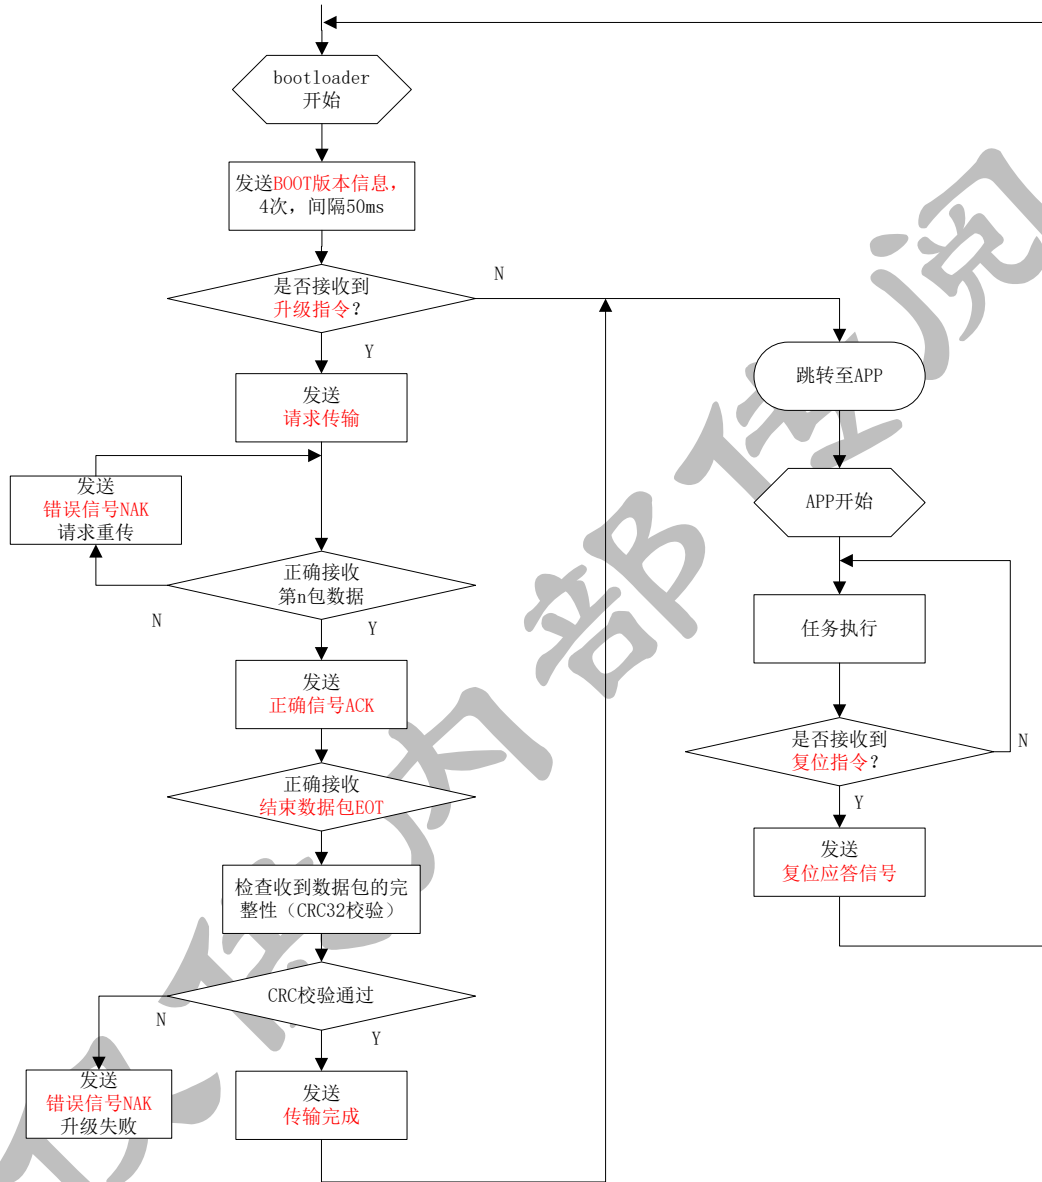 bootloader
开始
发送BOOT版本信息,
4次，间隔50ms
是否接收到
升级指令?
N
Y
发送
请求传输
发送
错误信号NAK
请求重传
正确接收
第n包数据
N
Y
发送
正确信号ACK
正确接收
结束数据包EOT
检查收到数据包的完
整性（CRC32校验）
CRC校验通过
N
Y
发送
错误信号NAK
升级失败
发送
传输完成
跳转至APP
APP开始
任务执行
是否接收到
复位指令?
N
Y
发送
复位应答信号
仅供内部传阅